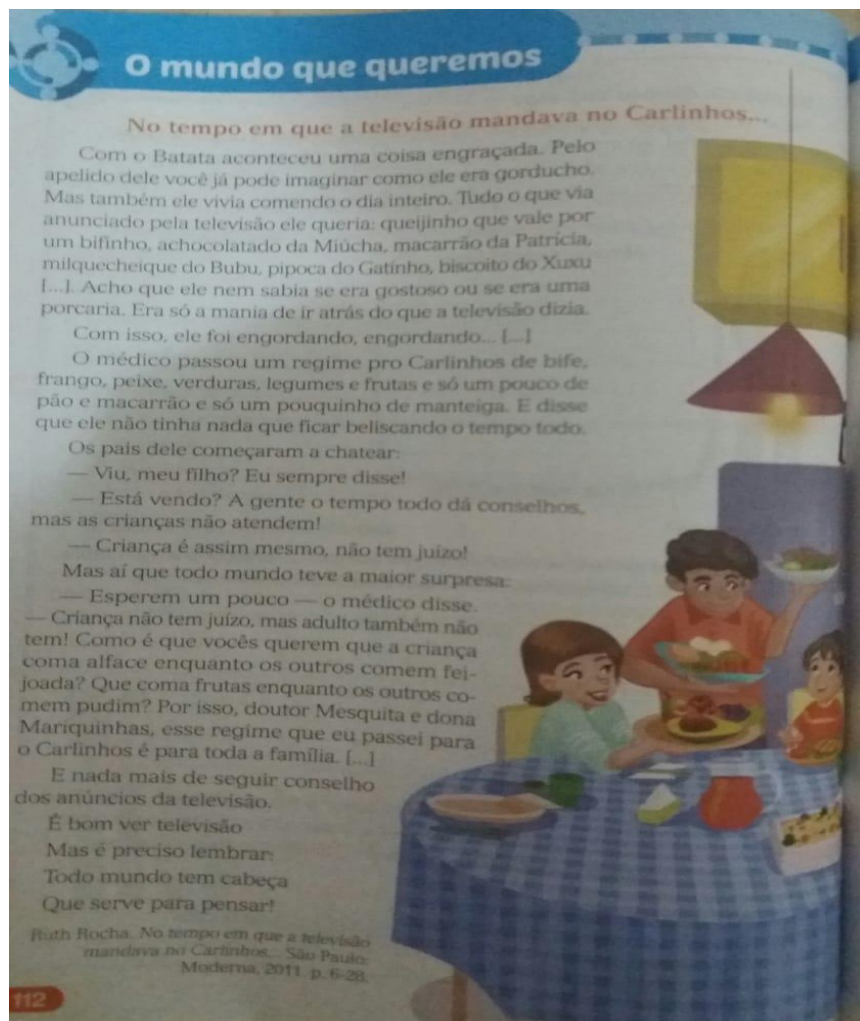 O mundo que queremos
No tempo em que a televisão mandava no Carlinhos...
Com o Batata aconteceu uma coisa engraçada. Pelo
apelido dele você já pode imaginar como ele era gorducho.
Mas também ele vivia comendo o dia inteiro. Tudo o que via
anunciado pela televisão ele queria: queijinho que vale por
um bifinho, achocolatado da Miúcha, macarrão da Patrícia,
milquecheique do Bubu, pipoca do Gatinho, biscoito do Xuxu
[...]. Acho que ele nem sabia se era gostoso ou se era uma
porcaria. Era só a mania de ir atrás do que a televisão dizia.
Com isso, ele foi engordando, engordando... [...]
O médico passou um regime pro Carlinhos de bife,
frango, peixe, verduras, legumes e frutas e só um pouco de
pão e macarrão e só um pouquinho de manteiga. E disse
que ele não tinha nada que ficar beliscando o tempo todo.
Os pais dele começaram a chatear:
— Viu, meu filho? Eu sempre disse!
— Está vendo? A gente o tempo todo dá conselhos,
mas as crianças não atendem!
— Criança é assim mesmo, não tem juízo!
Mas aí que todo mundo teve a maior surpresa.
— Esperem um pouco — o médico disse.
— Criança não tem juízo, mas adulto também não
tem! Como é que vocês querem que a criança
coma alface enquanto os outros comem fei-
joada? Que coma frutas enquanto os outros co-
mem pudim? Por isso, doutor Mesquita e dona
Mariquinhas, esse regime que eu passei para
o Carlinhos é para toda a família. [...]
E nada mais de seguir conselho
dos anúncios da televisão.
É bom ver televisão
Mas é preciso lembrar:
Todo mundo tem cabeça
Que serve para pensar!
Ruth Rocha. No tempo em que a televisão
mandava no Carlinhos... São Paulo:
Moderna, 2011. p. 6-28.
112